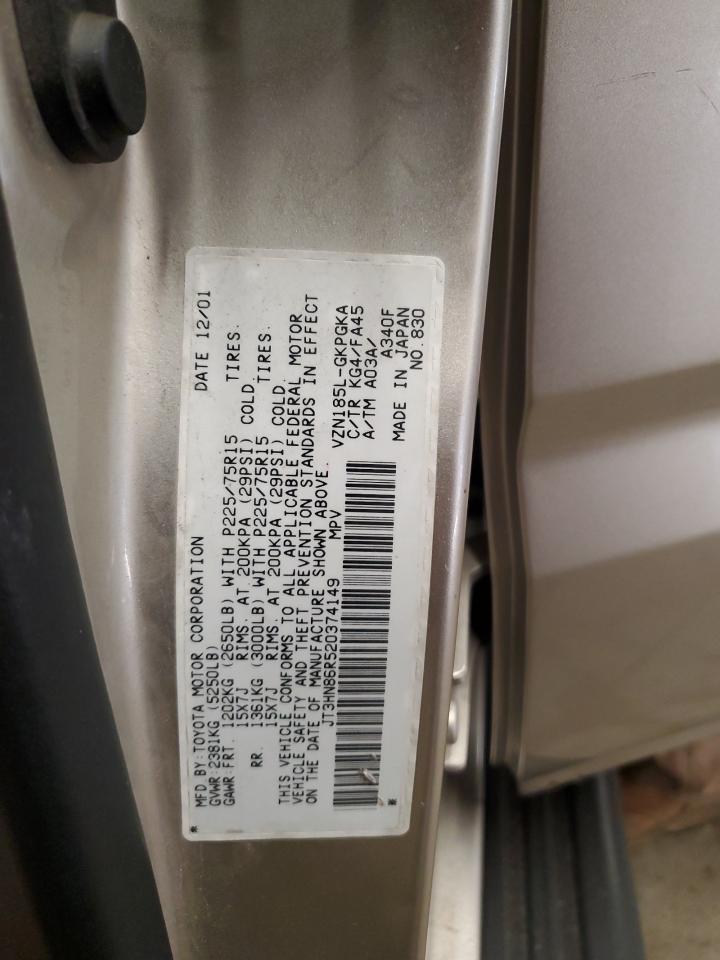 MFD BY: TOYOTA MOTOR CORPORATION DATE 12/01
GVWR: 2381KG (5250LB)
GAWR: FRT. 1202KG (2650LB) WITH P225/75R15 TIRES.
15X7J RIMS. AT 200KPA (29PSI) COLD
RR. 1361KG (3000LB) WITH P225/75R15 TIRES.
15X7J RIMS. AT 200KPA (29PSI) COLD
THIS VEHICLE CONFORMS TO ALL APPLICABLE FEDERAL MOTOR
VEHICLE SAFETY AND THEFT PREVENTION STANDARDS IN EFFECT
ON THE DATE OF MANUFACTURE SHOWN ABOVE.
JT3HN86R520374149 MPV
VZN185L-GKPGKA
C/TR KG4/FA45
A/TM A03A/
A340F
MADE IN JAPAN
NO.830